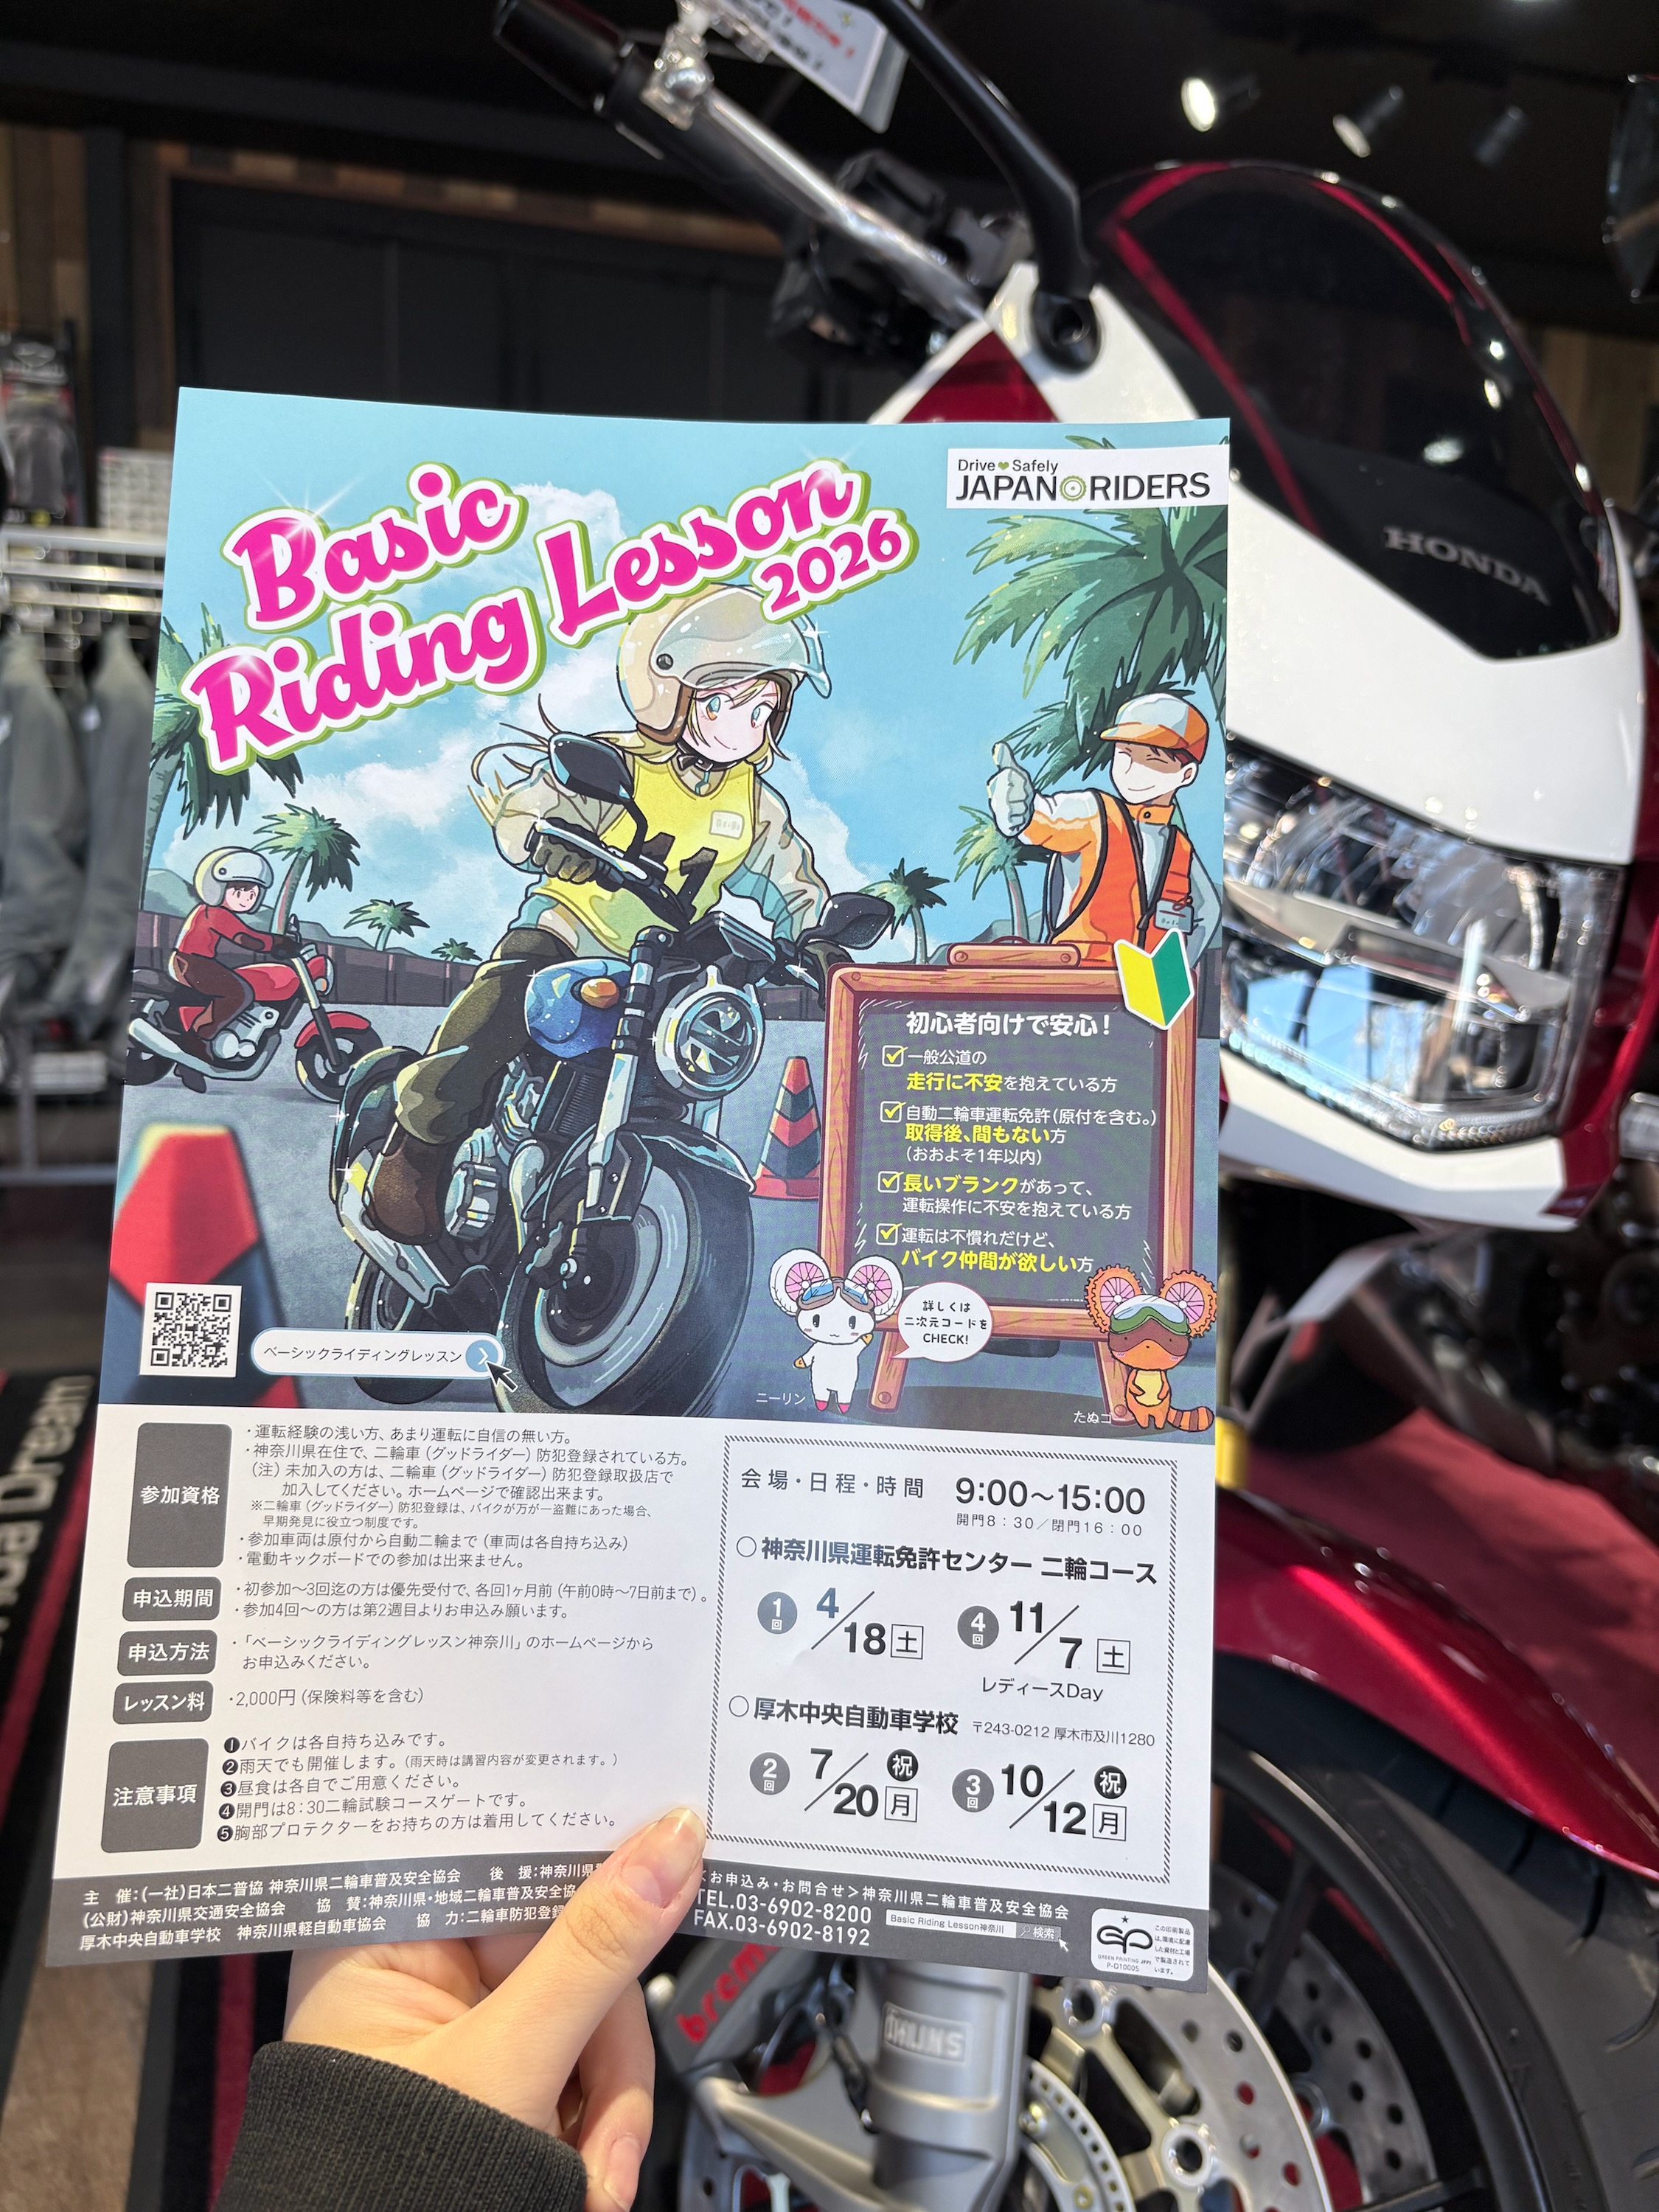 HONDA
Drive Safely
JAPAN RIDERS
Basic
Riding Lesson
2026
初心者向けで安心！
一般公道の
走行に不安を抱えている方
自動二輪車運転免許（原付を含む。）
取得後、間もない方
（おおよそ1年以内）
長いブランクがあって、
運転操作に不安を抱えている方
運転は不慣れだけど、
バイク仲間が欲しい方
詳しくは
二次元コードを
CHECK!
ニーリン
たぬコ
ベーシックライディングレッスン
参加資格
・運転経験の浅い方、あまり運転に自信の無い方。
・神奈川県在住で、二輪車（グッドライダー）防犯登録されている方。
（注）未加入の方は、二輪車（グッドライダー）防犯登録取扱店で
加入してください。ホームページで確認出来ます。
※二輪車（グッドライダー）防犯登録は、バイクが万が一盗難にあった場合、
早期発見に役立つ制度です。
・参加車両は原付から自動二輪まで（車両は各自持ち込み）
・電動キックボードでの参加は出来ません。
申込期間
・初参加〜3回迄の方は優先受付で、各回1ヶ月前（午前0時〜7日前まで）。
・参加4回〜の方は第2週目よりお申込み願います。
申込方法
・「ベーシックライディングレッスン神奈川」のホームページから
お申込みください。
レッスン料
・2,000円（保険料等を含む）
注意事項
❶バイクは各自持ち込みです。
❷雨天でも開催します。（雨天時は講習内容が変更されます。）
❸昼食は各自でご用意ください。
❹開門は8：30二輪試験コースゲートです。
❺胸部プロテクターをお持ちの方は着用してください。
会場・日程・時間 9:00〜15:00
開門8：30／閉門16：00
○神奈川県運転免許センター 二輪コース
1回 4/18 土 4回 11/7 土
レディースDay
○厚木中央自動車学校 〒243-0212 厚木市及川1280
2回 7/20 祝 月 3回 10/12 祝 月
主 催：（一社）日本二普協 神奈川県二輪車普及安全協会 後 援：神奈川県
（公財）神奈川県交通安全協会 協 賛：神奈川県・地域二輪車普及安全協
厚木中央自動車学校 神奈川県軽自動車協会 協 力：二輪車防犯登録
お申込み・お問合せ＞神奈川県二輪車普及安全協会
TEL.03-6902-8200
FAX.03-6902-8192
Basic Riding Lesson神奈川 検索
GREEN PRINTING JFPI
P-D10005
この印刷製品
は、環境に配慮
した資材と工場
で製造されて
います。